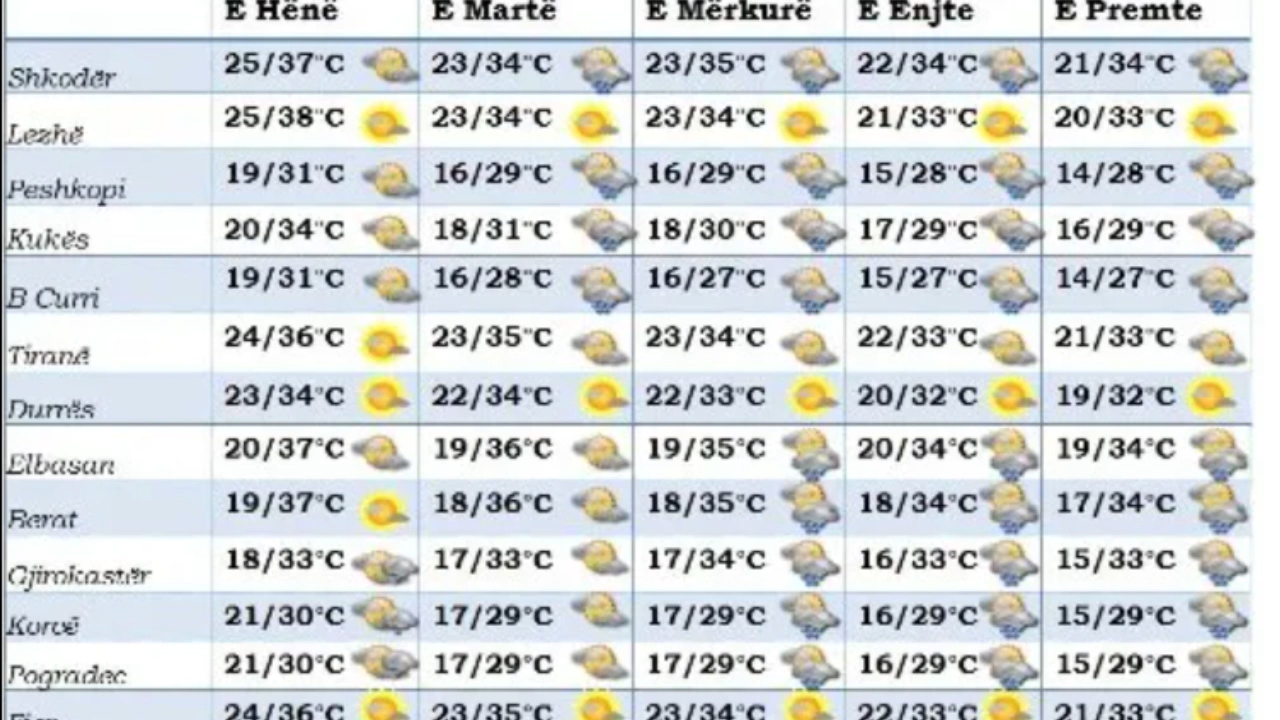 E Hënë E Martë E Mërkurë E Enjte E Premte
Shkodër 25/37°C 23/34°C 23/35°C 22/34°C 21/34°C
Lezhë 25/38°C 23/34°C 23/34°C 21/33°C 20/33°C
Peshkopi 19/31°C 16/29°C 16/29°C 15/28°C 14/28°C
Kukës 20/34°C 18/31°C 18/30°C 17/29°C 16/29°C
B Curri 19/31°C 16/28°C 16/27°C 15/27°C 14/27°C
Tiranë 24/36°C 23/35°C 23/34°C 22/33°C 21/33°C
Durrës 23/34°C 22/34°C 22/33°C 20/32°C 19/32°C
Elbasan 20/37°C 19/36°C 19/35°C 20/34°C 19/34°C
Berat 19/37°C 18/36°C 18/35°C 18/34°C 17/34°C
Gjirokastër 18/33°C 17/33°C 17/34°C 16/33°C 15/33°C
Korçë 21/30°C 17/29°C 17/29°C 16/29°C 15/29°C
Pogradec 21/30°C 17/29°C 17/29°C 16/29°C 15/29°C
Fier 24/36°C 23/35°C 23/34°C 22/33°C 21/33°C